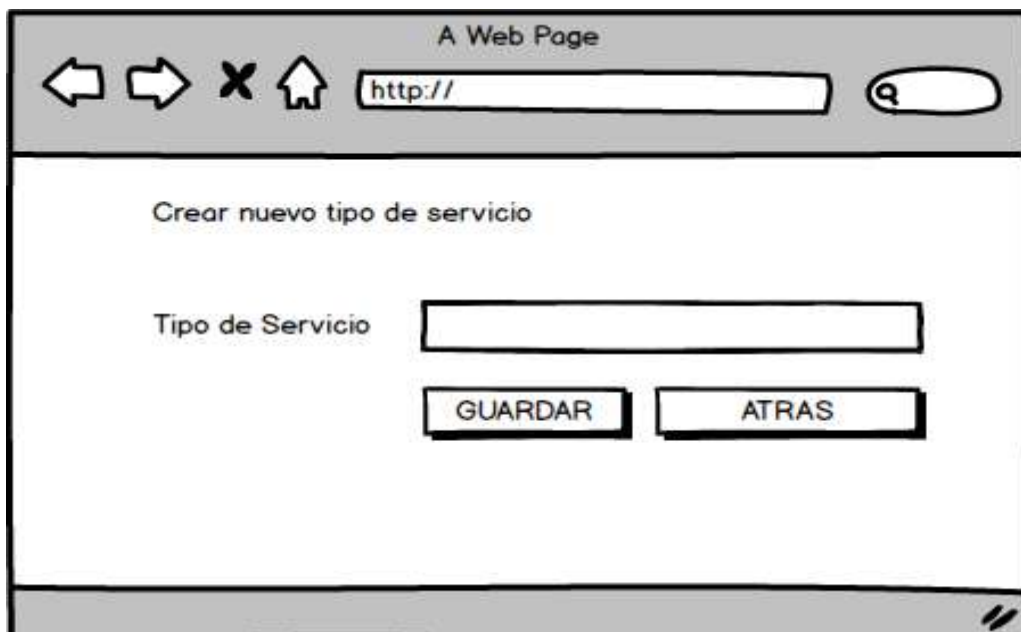 A Web Page
http://
Crear nuevo tipo de servicio
Tipo de Servicio
GUARDAR ATRAS